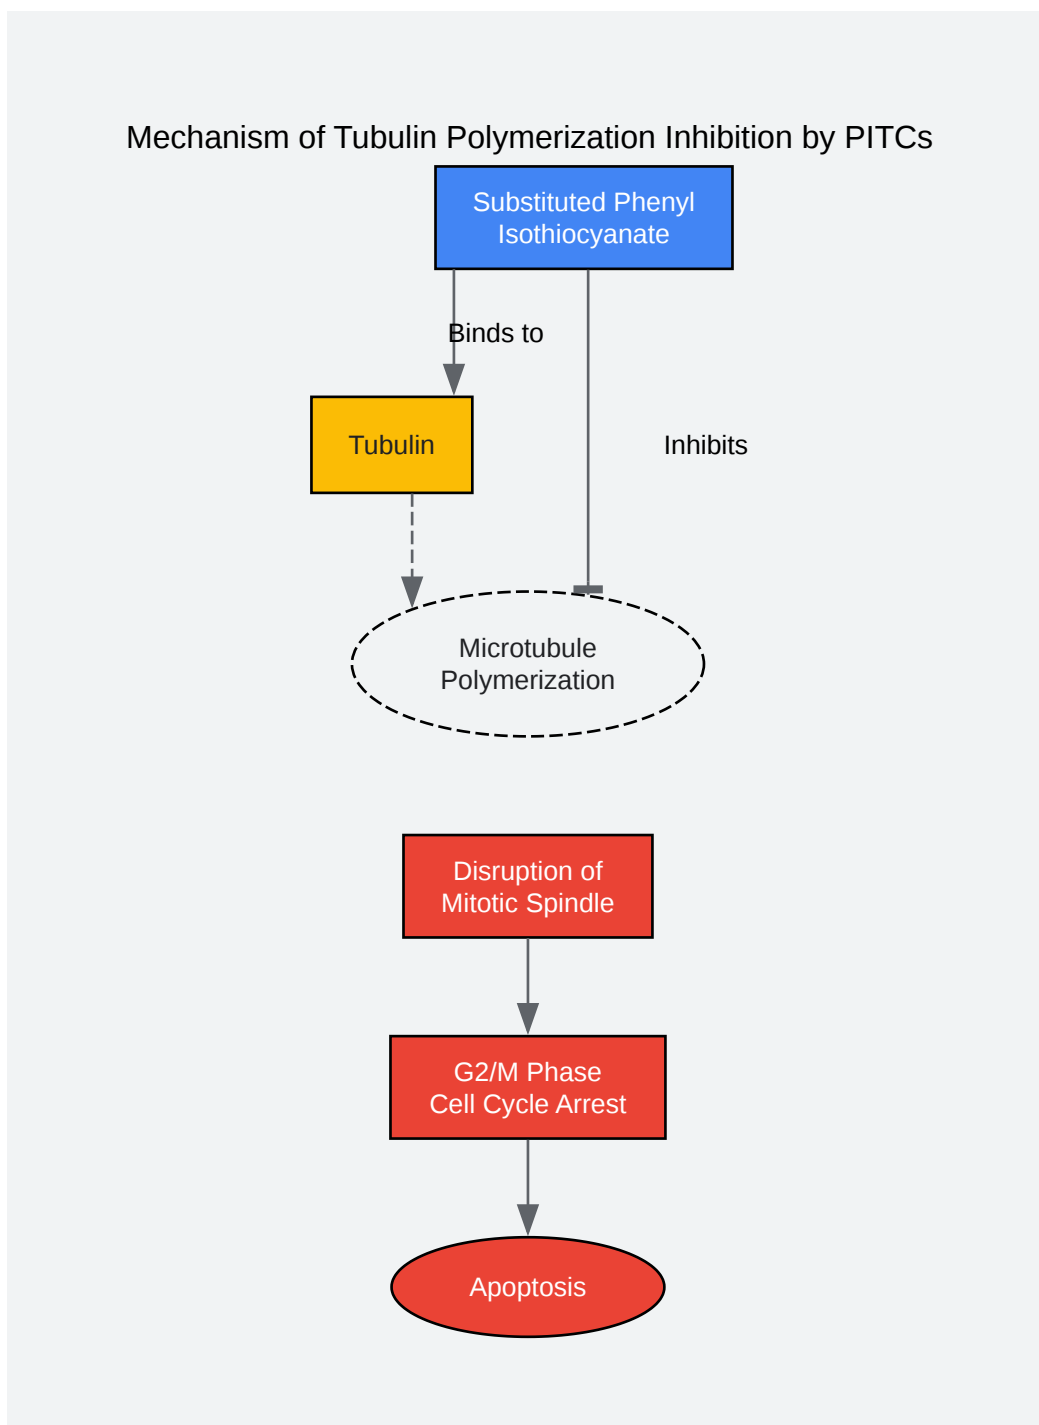 Mechanism of Tubulin Polymerization Inhibition by PITCs
Substituted Phenyl
Isothiocyanate
Binds to
Tubulin
Inhibits
Microtubule
Polymerization
Disruption of
Mitotic Spindle
G2/M Phase
Cell Cycle Arrest
Apoptosis